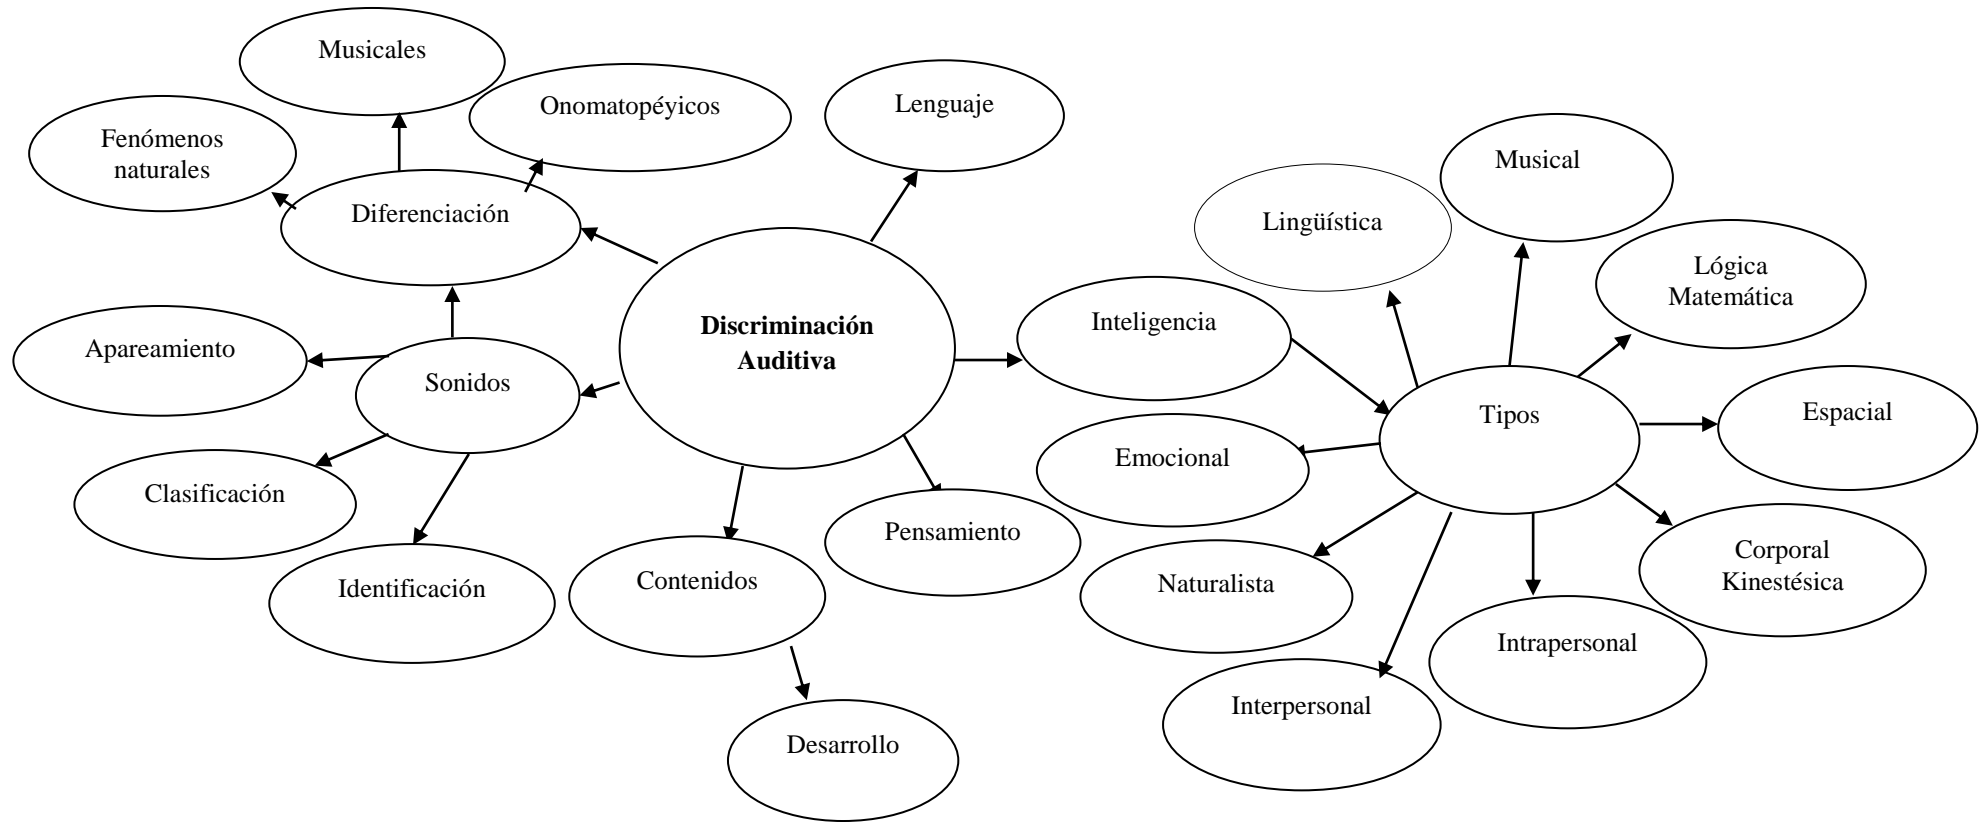 Musicales
Onomatopéyicos
Lenguaje
Fenómenos
naturales
Musical
Diferenciación
Lingüística
Lógica
Matemática
Discriminación
Auditiva
Inteligencia
Apareamiento
Sonidos
Tipos
Espacial
Emocional
Clasificación
Pensamiento
Corporal
Kinestésica
Identificación
Contenidos
Naturalista
Intrapersonal
Interpersonal
Desarrollo